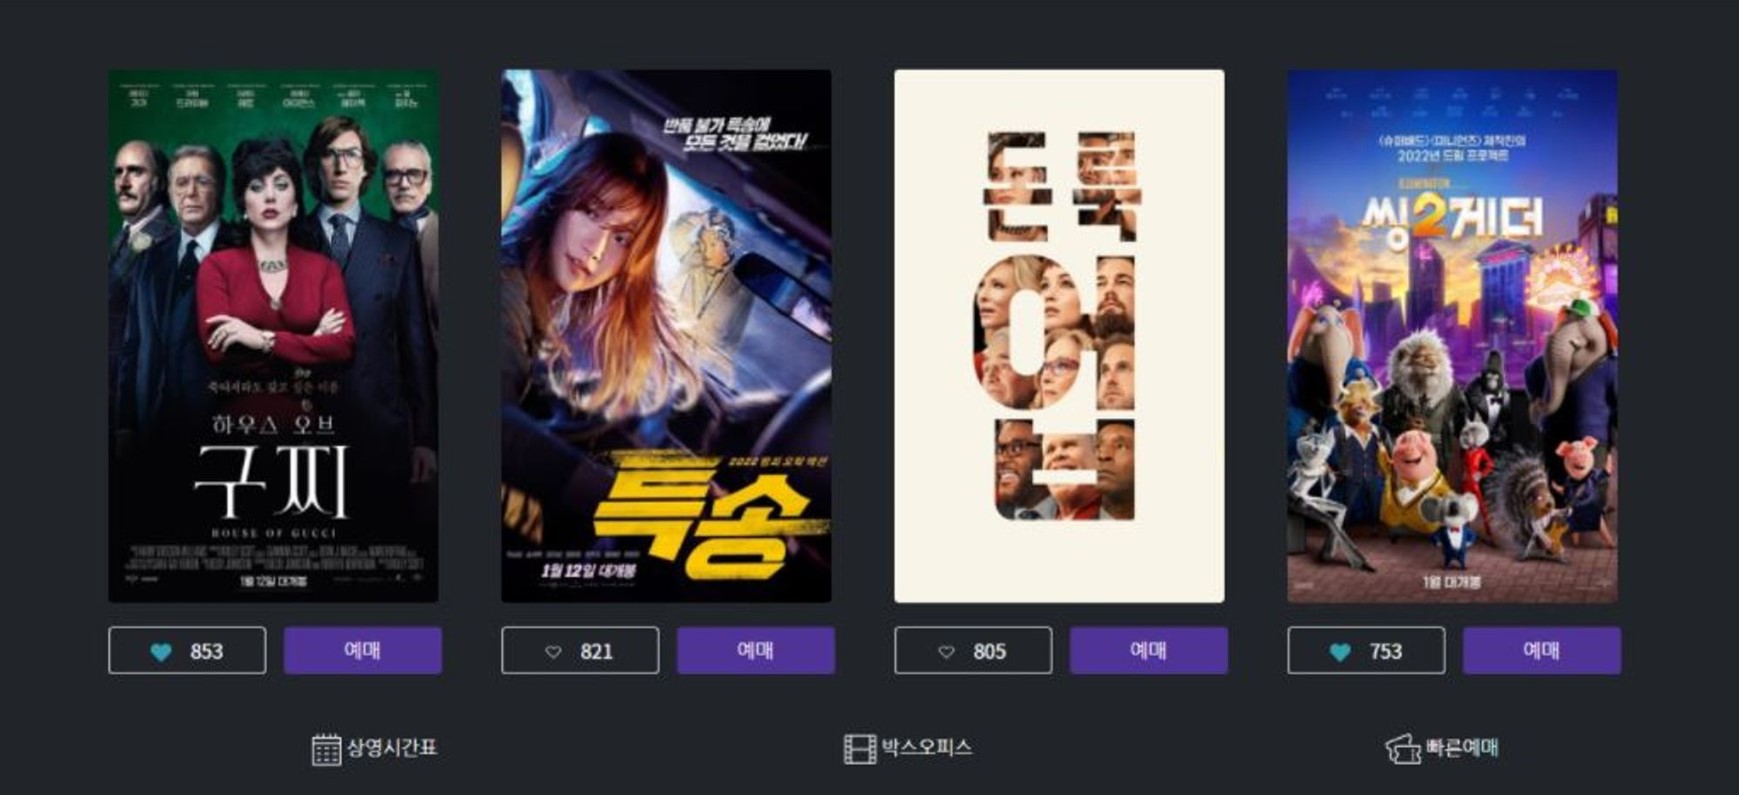 죽여서라도 갖고 싶은 이름
하우스 오브
구찌
HOUSE OF GUCCI
1월 12일 대개봉
반품 불가 특송에
모든 것을 걸었다!
2022 범죄 오락 액션
특송
1월 12일 대개봉
돈 룩
업
〈슈퍼배드〉〈미니언즈〉 제작진의
2022년 드림 프로젝트
ILLUMINATION
씽2게더
1월 대개봉
853
예매
821
예매
805
예매
753
예매
상영시간표
박스오피스
빠른예매